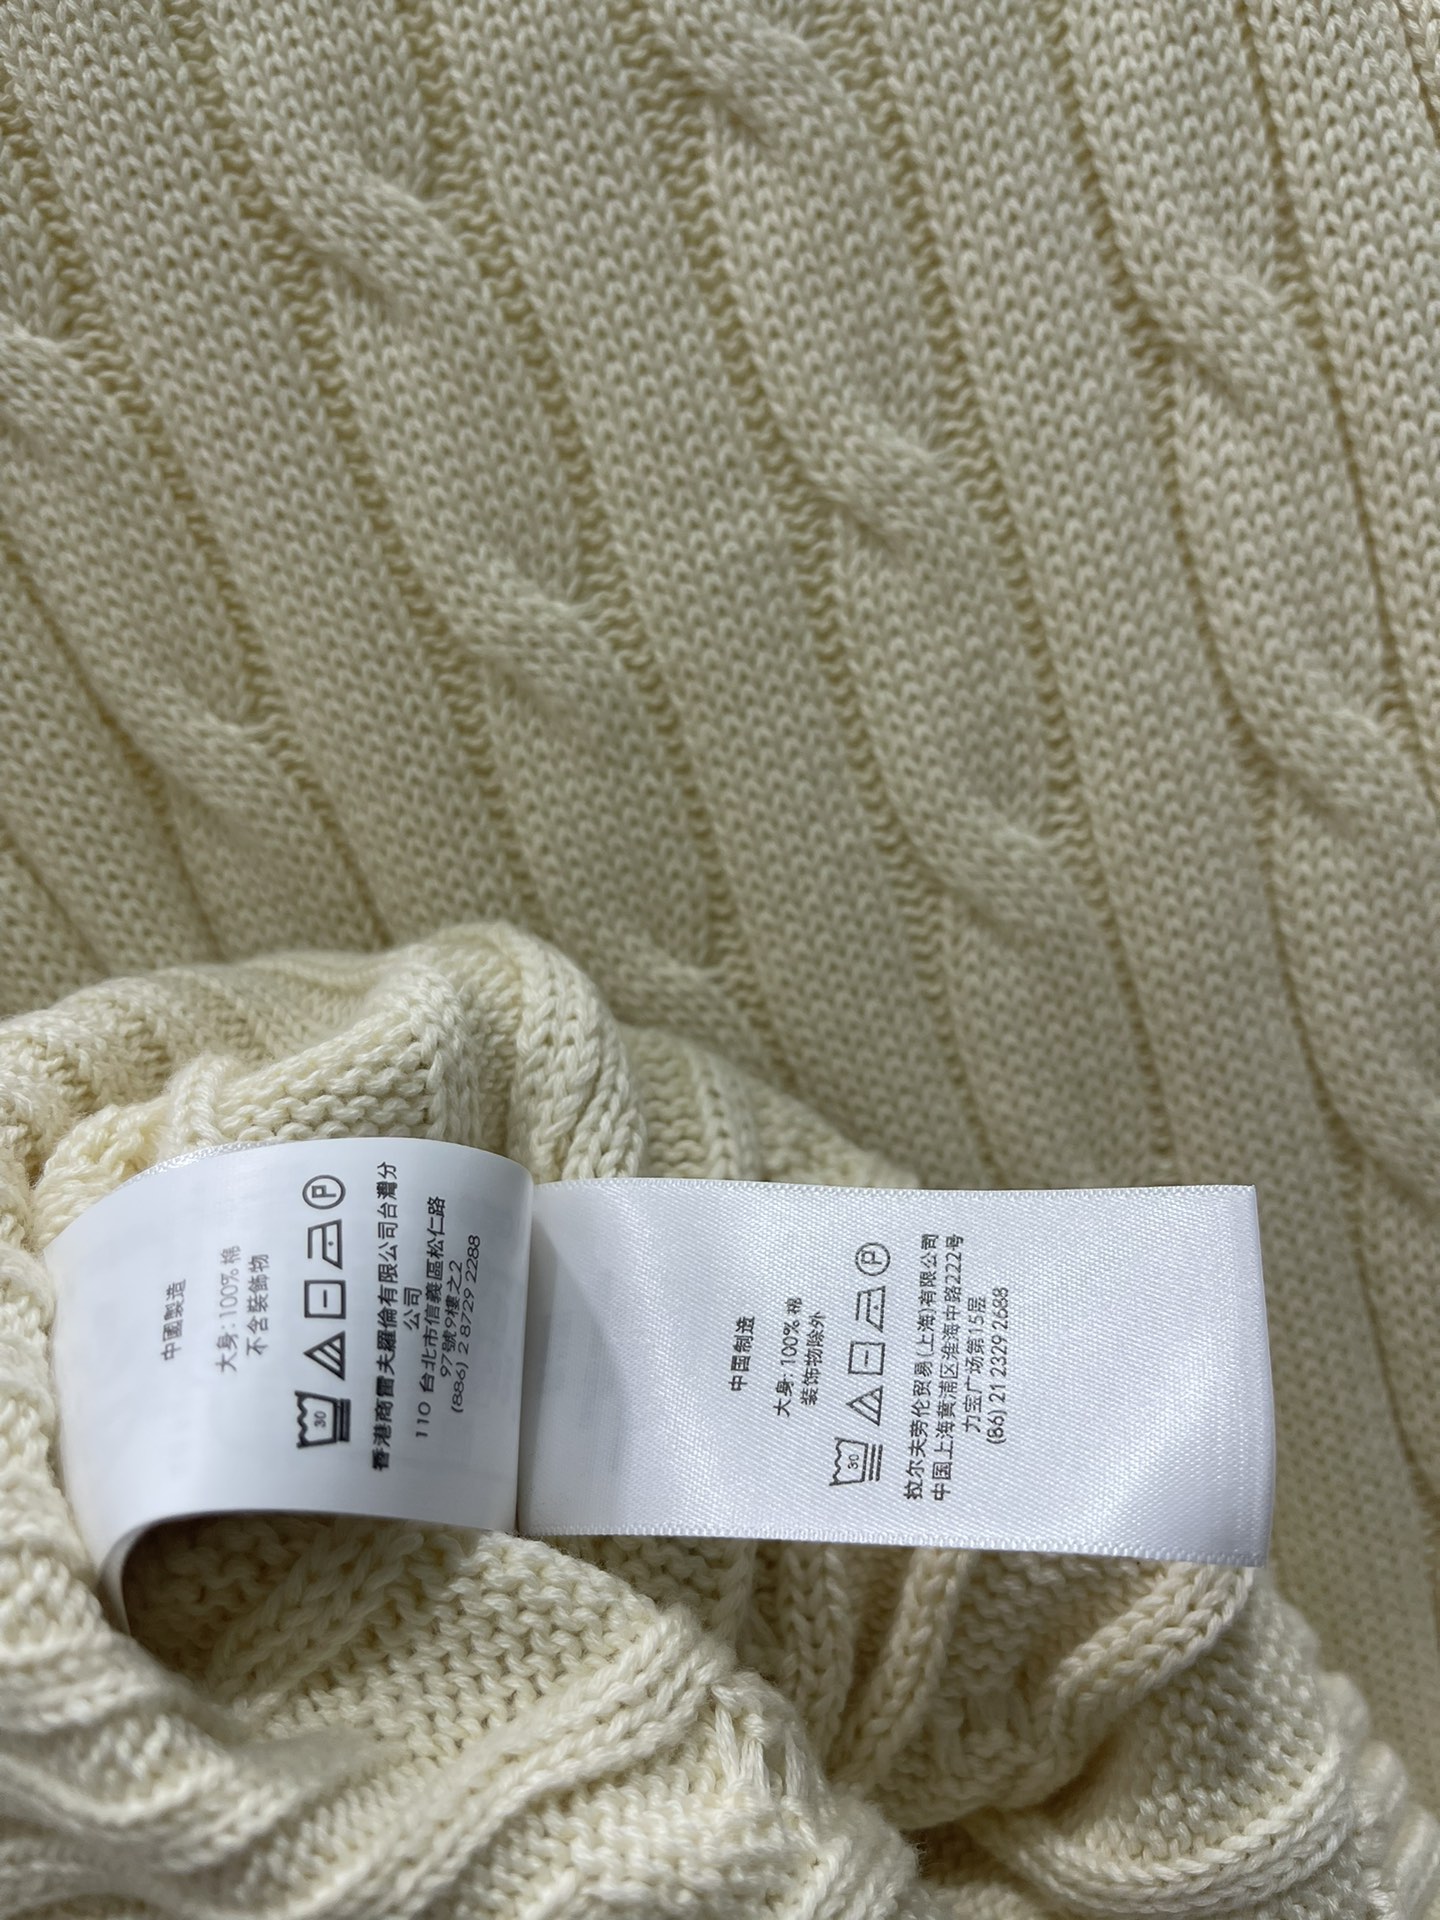 中國製造
大身: 100% 棉
不含裝飾物
30
P
香港商雷夫羅倫有限公司台灣分
公司
110 台北市信義區松仁路
97號9樓之2
(886) 2 8729 2288
中国制造
大身: 100% 棉
装饰物除外
30
P
拉尔夫劳伦贸易(上海)有限公司
中国上海黄浦区淮海中路222号
力宝广场第15层
(86) 21 2329 2688